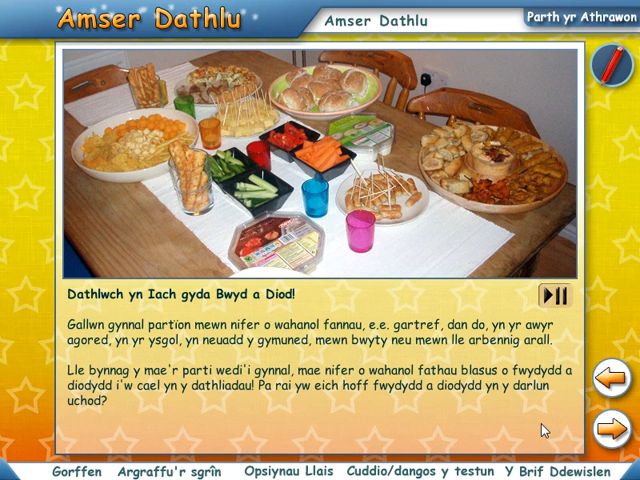 Amser Dathlu
Amser Dathlu
Parth yr Athrawon
Dathlwch yn Iach gyda Bwyd a Diod!
Gallwn gynnal partïon mewn nifer o wahanol fannau, e.e. gartref, dan do, yn yr awyr
agored, yn yr ysgol, yn neuadd y gymuned, mewn bwyty neu mewn lle arbennig arall.
Lle bynnag y mae'r parti wedi'i gynnal, mae nifer o wahanol fathau blasus o fwydydd a
diodydd i'w cael yn y dathliadau! Pa rai yw eich hoff fwydydd a diodydd yn y darlun
uchod?
Gorffen
Argraffu'r sgrîn
Opsiynau Llais
Cuddio/dangos y testun
Y Brif Ddewislen